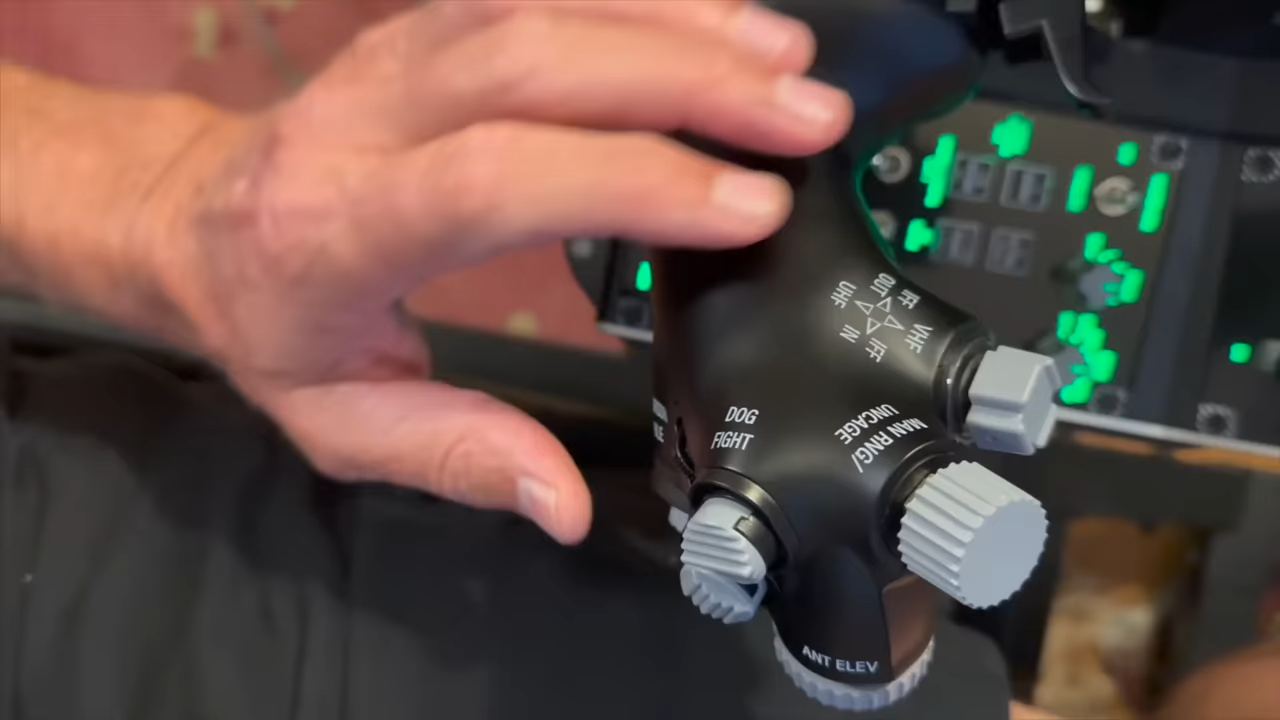 OUT
IFF
UHF
VHF
IN
IFF
DOG
FIGHT
MAN RNG/
UNCAGE
ANT ELEV